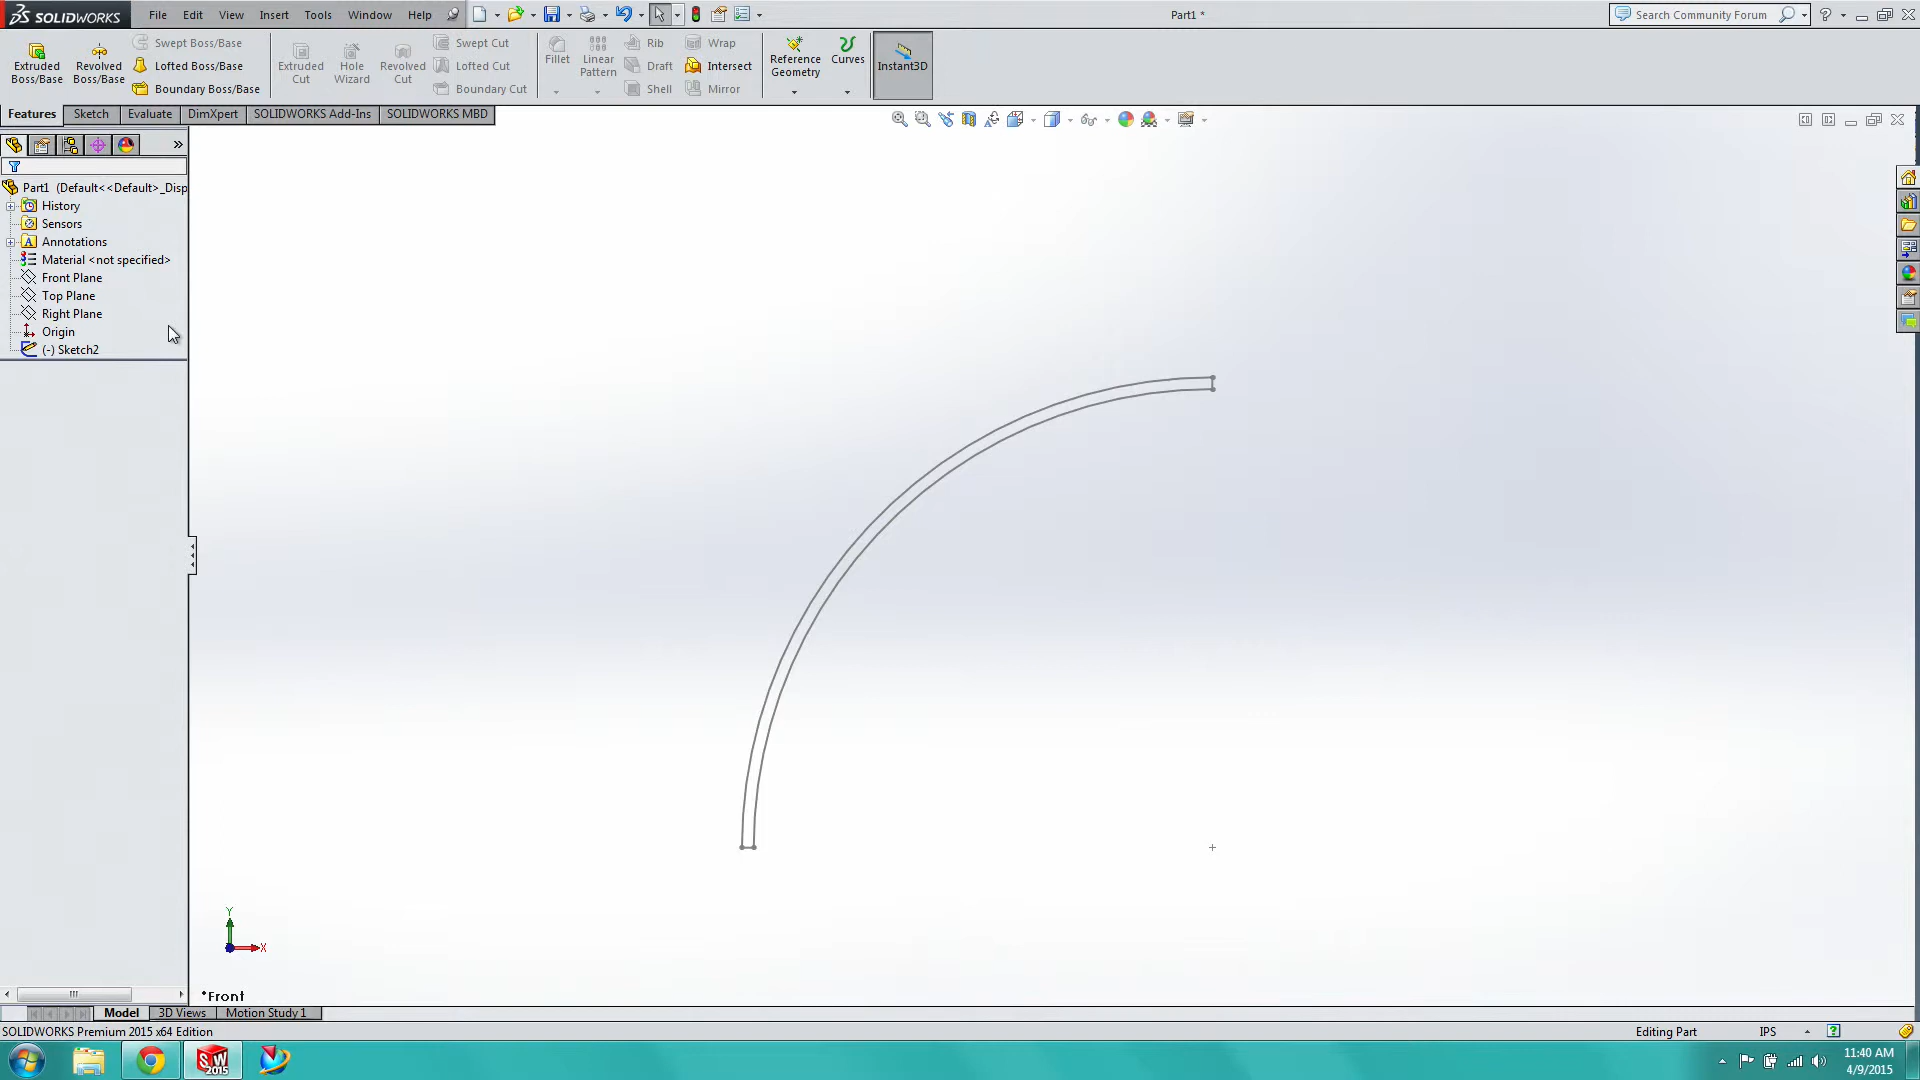 SOLIDWORKS File Edit View Insert Tools Window Help Part1 * Search Community Forum ?
Extruded Boss/Base
Revolved Boss/Base
Swept Boss/Base
Lofted Boss/Base
Boundary Boss/Base
Extruded Cut
Hole Wizard
Revolved Cut
Swept Cut
Lofted Cut
Boundary Cut
Fillet
Linear Pattern
Rib
Draft
Shell
Wrap
Intersect
Mirror
Reference Geometry
Curves
Instant3D
Features Sketch Evaluate DimXpert SOLIDWORKS Add-Ins SOLIDWORKS MBD
Part1 (Default<<Default>_Disp
History
Sensors
Annotations
Material <not specified>
Front Plane
Top Plane
Right Plane
Origin
(-) Sketch2
Y
X
*Front
Model 3D Views Motion Study 1
SOLIDWORKS Premium 2015 x64 Edition Editing Part IPS ?
SW 2015
11:40 AM
4/9/2015